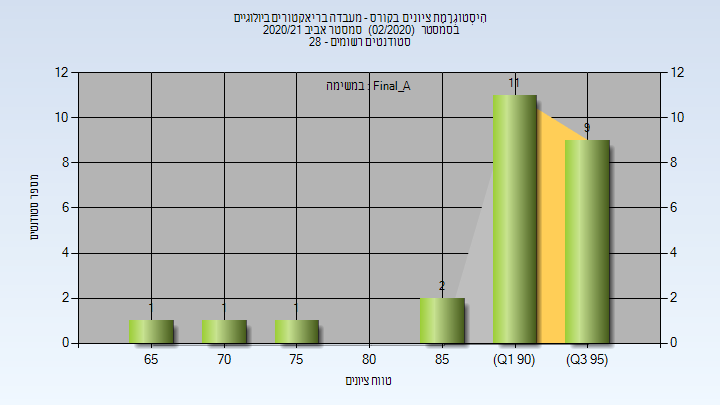 היסטוגרמת ציונים בקורס - מעבדה בריאקטורים ביולוגיים
בסמסטר (02/2020) סמסטר אביב 2020/21
סטודנטים רשומים - 28
במשימה : Final_A
12 12
10 10
8 8
6 6
4 4
2 2
0 0
1 1 1 2 11 9
מספר סטודנטים
65 70 75 80 85 (Q1 90) (Q3 95)
טווח ציונים